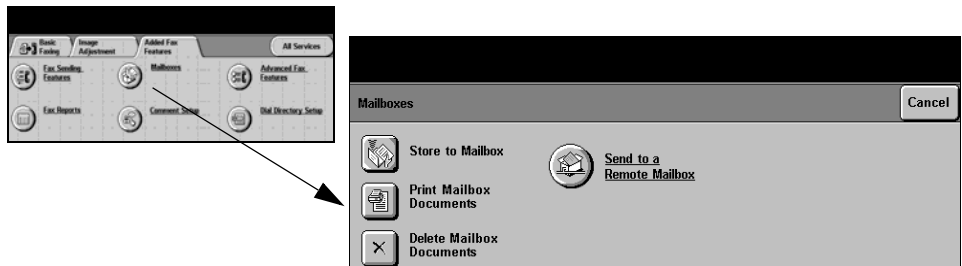 Basic
Faxing
Image
Adjustment
Added Fax
Features
All Services
Fax Sending
Features
Mailboxes
Advanced Fax
Features
Fax Reports
Comment Setup
Dial Directory Setup
Mailboxes
Cancel
Store to Mailbox
Send to a
Remote Mailbox
Print Mailbox
Documents
Delete Mailbox
Documents